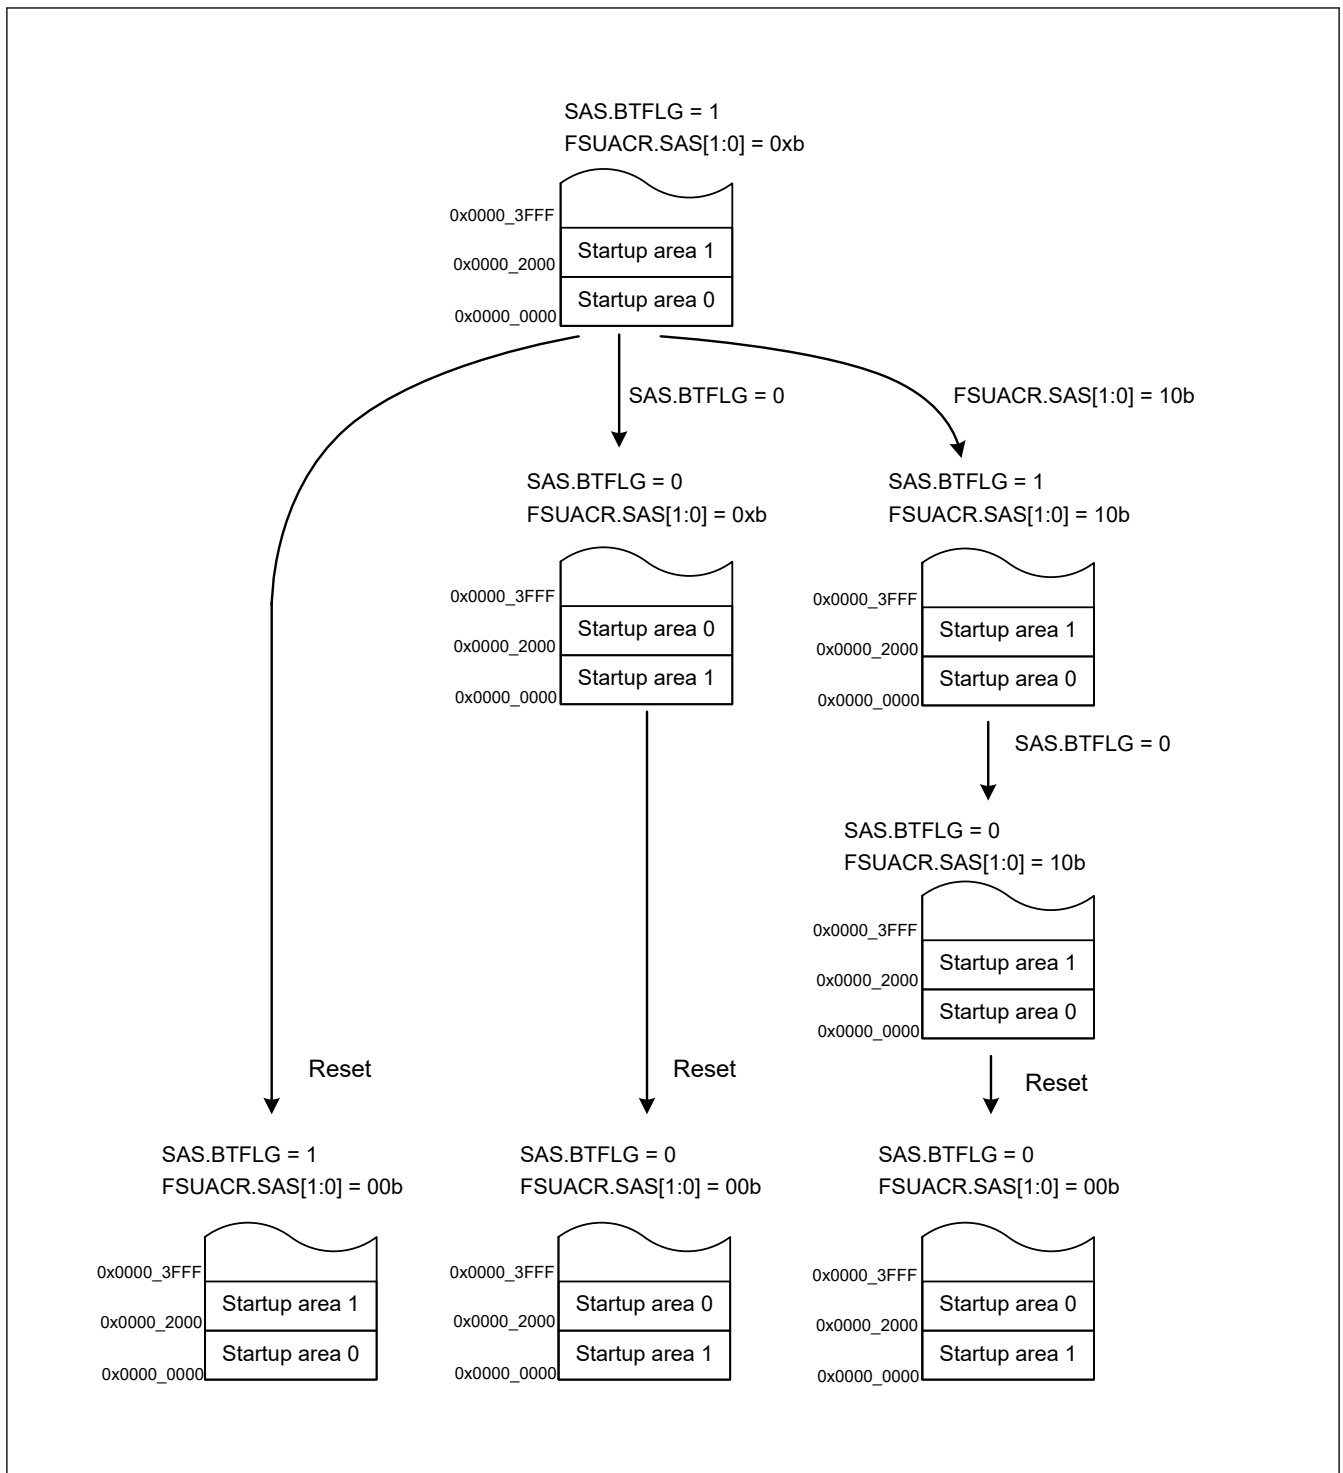 SAS.BTFLG = 1
FSUACR.SAS[1:0] = 0xb
0x0000_3FFF
Startup area 1
0x0000_2000
Startup area 0
0x0000_0000
SAS.BTFLG = 0
FSUACR.SAS[1:0] = 10b
SAS.BTFLG = 0
FSUACR.SAS[1:0] = 0xb
0x0000_3FFF
Startup area 0
0x0000_2000
Startup area 1
0x0000_0000
SAS.BTFLG = 1
FSUACR.SAS[1:0] = 10b
0x0000_3FFF
Startup area 1
0x0000_2000
Startup area 0
0x0000_0000
SAS.BTFLG = 0
SAS.BTFLG = 0
FSUACR.SAS[1:0] = 10b
0x0000_3FFF
Startup area 1
0x0000_2000
Startup area 0
0x0000_0000
Reset
Reset
Reset
SAS.BTFLG = 1
FSUACR.SAS[1:0] = 00b
0x0000_3FFF
Startup area 1
0x0000_2000
Startup area 0
0x0000_0000
SAS.BTFLG = 0
FSUACR.SAS[1:0] = 00b
0x0000_3FFF
Startup area 0
0x0000_2000
Startup area 1
0x0000_0000
SAS.BTFLG = 0
FSUACR.SAS[1:0] = 00b
0x0000_3FFF
Startup area 0
0x0000_2000
Startup area 1
0x0000_0000